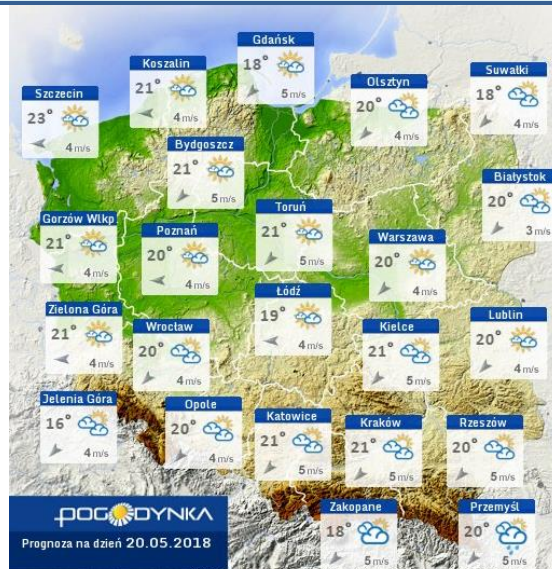 Gdańsk
18° 5 m/s
Koszalin
21° 4 m/s
Suwałki
18° 4 m/s
Olsztyn
20° 4 m/s
Szczecin
23° 4 m/s
Bydgoszcz
21° 5 m/s
Białystok
20° 3 m/s
Toruń
21° 5 m/s
Gorzów Wlkp
21° 4 m/s
Poznań
20° 4 m/s
Warszawa
20° 4 m/s
Łódź
19° 4 m/s
Zielona Góra
21° 4 m/s
Wrocław
20° 4 m/s
Kielce
21° 5 m/s
Lublin
20° 4 m/s
Jelenia Góra
16° 4 m/s
Opole
20° 4 m/s
Katowice
21° 5 m/s
Kraków
21° 5 m/s
Rzeszów
20° 5 m/s
Zakopane
18° 5 m/s
Przemyśl
20° 5 m/s
POGODYNKA
Prognoza na dzień 20.05.2018